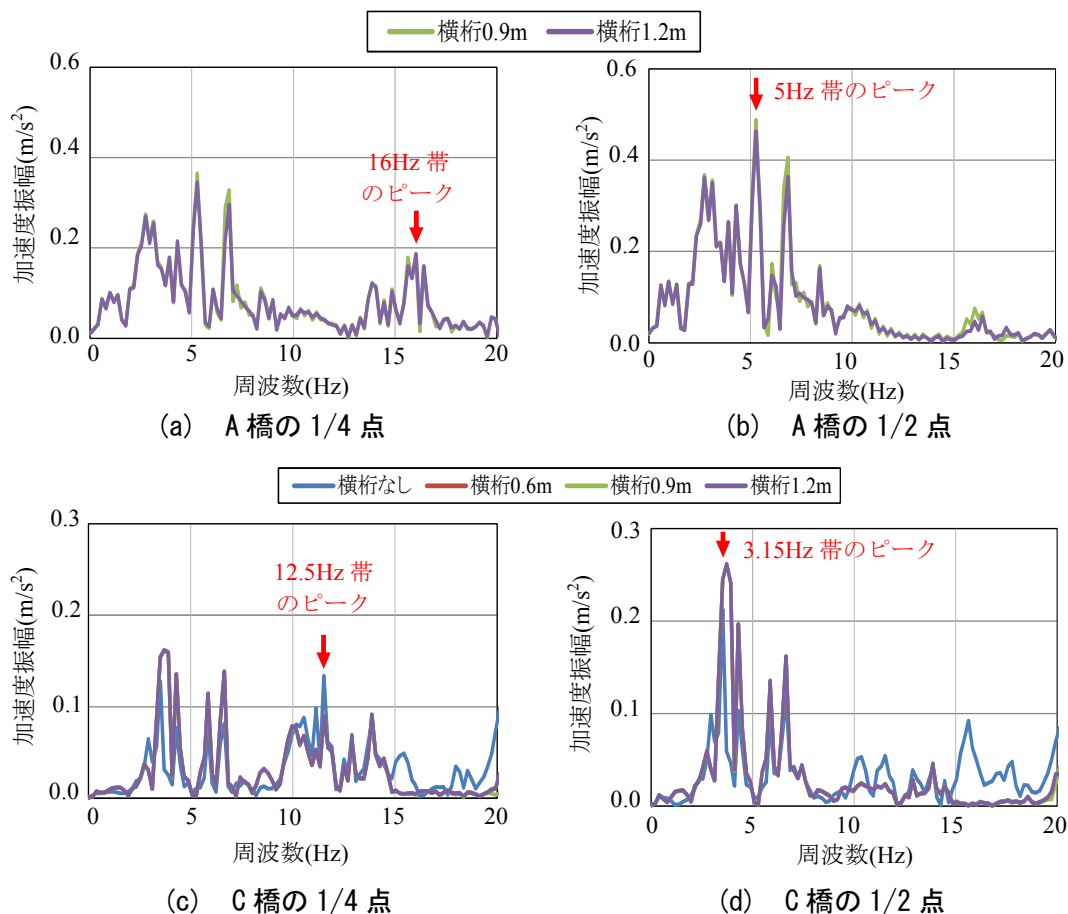 横桁0.9m 横桁1.2m
0.6
0.4
0.2
0.0
加速度振幅(m/s²)
16Hz 帯
のピーク
0 5 10 15 20
周波数(Hz)
(a) A 橋の 1/4 点
0.6
0.4
0.2
0.0
加速度振幅(m/s²)
5Hz 帯のピーク
0 5 10 15 20
周波数(Hz)
(b) A 橋の 1/2 点
横桁なし 横桁0.6m 横桁0.9m 横桁1.2m
0.3
0.2
0.1
0.0
加速度振幅(m/s²)
12.5Hz 帯
のピーク
0 5 10 15 20
周波数(Hz)
(c) C 橋の 1/4 点
0.3
0.2
0.1
0.0
加速度振幅(m/s²)
3.15Hz 帯のピーク
0 5 10 15 20
周波数(Hz)
(d) C 橋の 1/2 点